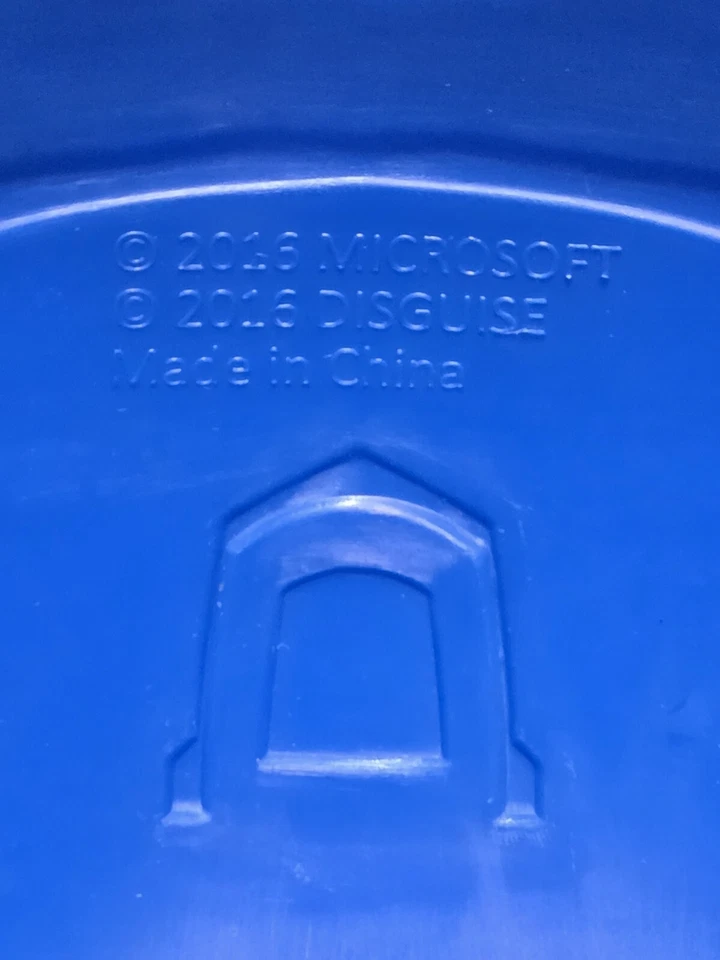 © 2016 MICROSOFT
© 2016 DISGUISE
Made in China